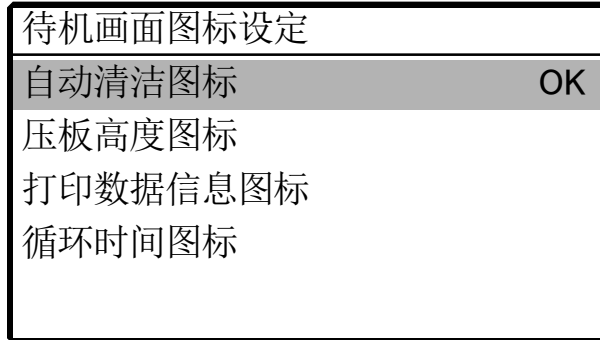 待机画面图标设定
自动清洁图标 OK
压板高度图标
打印数据信息图标
循环时间图标